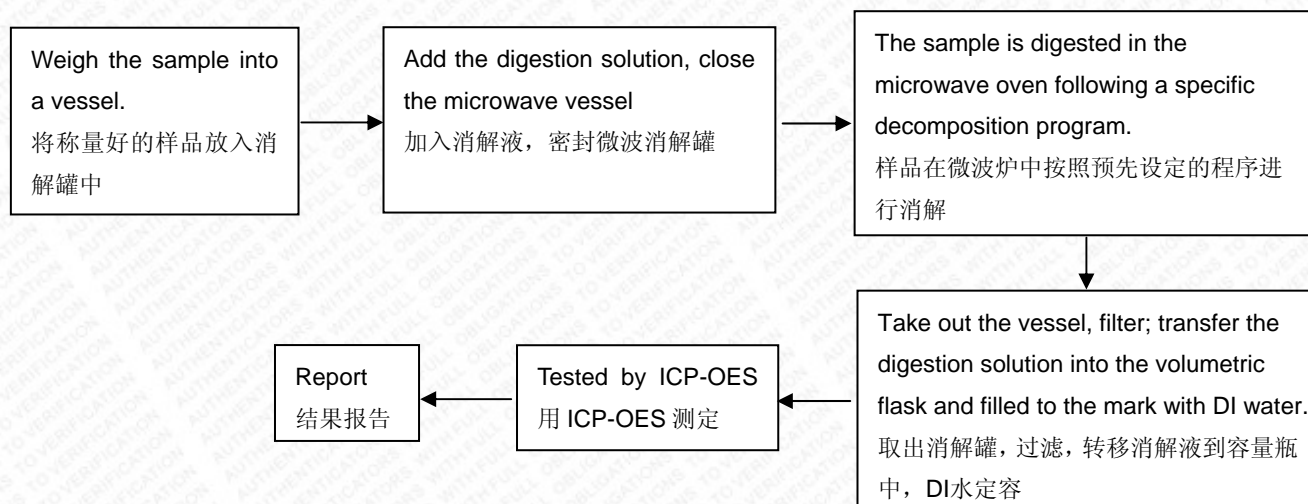 Weigh the sample into
a vessel.
将称量好的样品放入消
解罐中
Add the digestion solution, close
the microwave vessel
加入消解液，密封微波消解罐
The sample is digested in the
microwave oven following a specific
decomposition program.
样品在微波炉中按照预先设定的程序进
行消解
Take out the vessel, filter; transfer the
digestion solution into the volumetric
flask and filled to the mark with DI water.
取出消解罐，过滤，转移消解液到容量瓶
中，DI水定容
Tested by ICP-OES
用 ICP-OES 测定
Report
结果报告